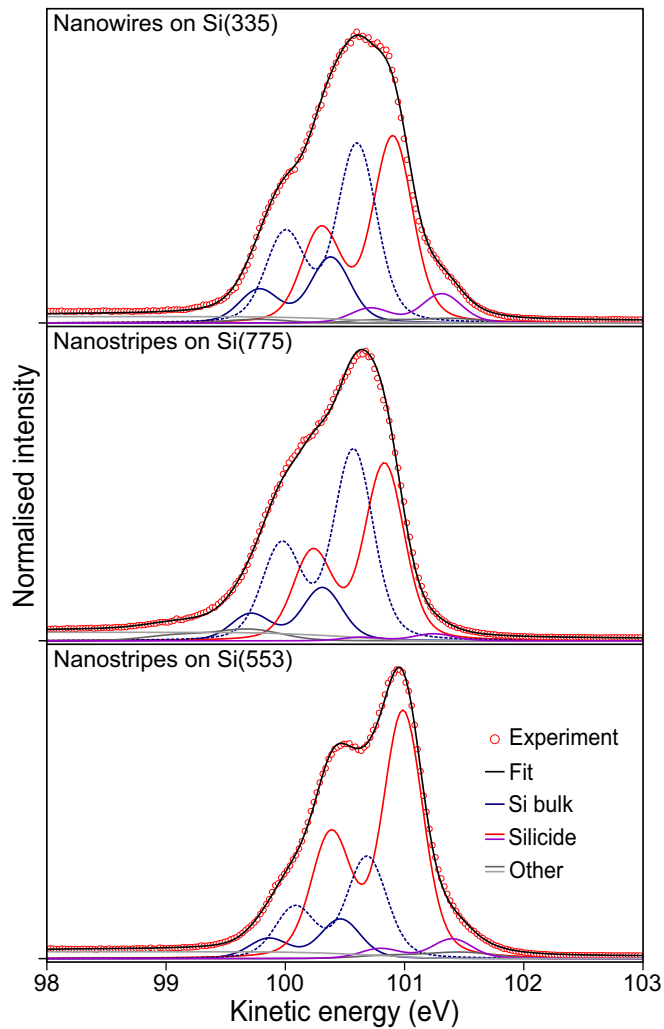 Nanowires on Si(335)
Nanostripes on Si(775)
Normalised intensity
Nanostripes on Si(553)
Experiment
Fit
Si bulk
Silicide
Other
98 99 100 101 102 103
Kinetic energy (eV)